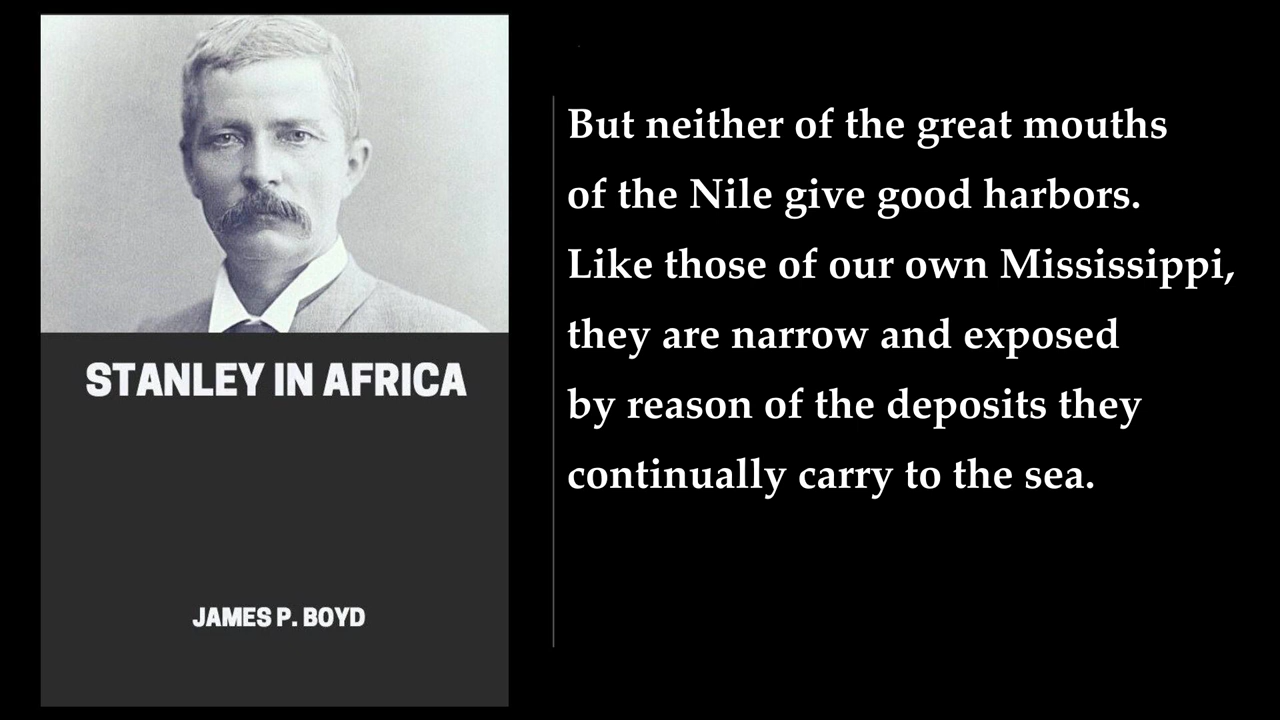 STANLEY IN AFRICA
JAMES P. BOYD
But neither of the great mouths
of the Nile give good harbors.
Like those of our own Mississippi,
they are narrow and exposed
by reason of the deposits they
continually carry to the sea.